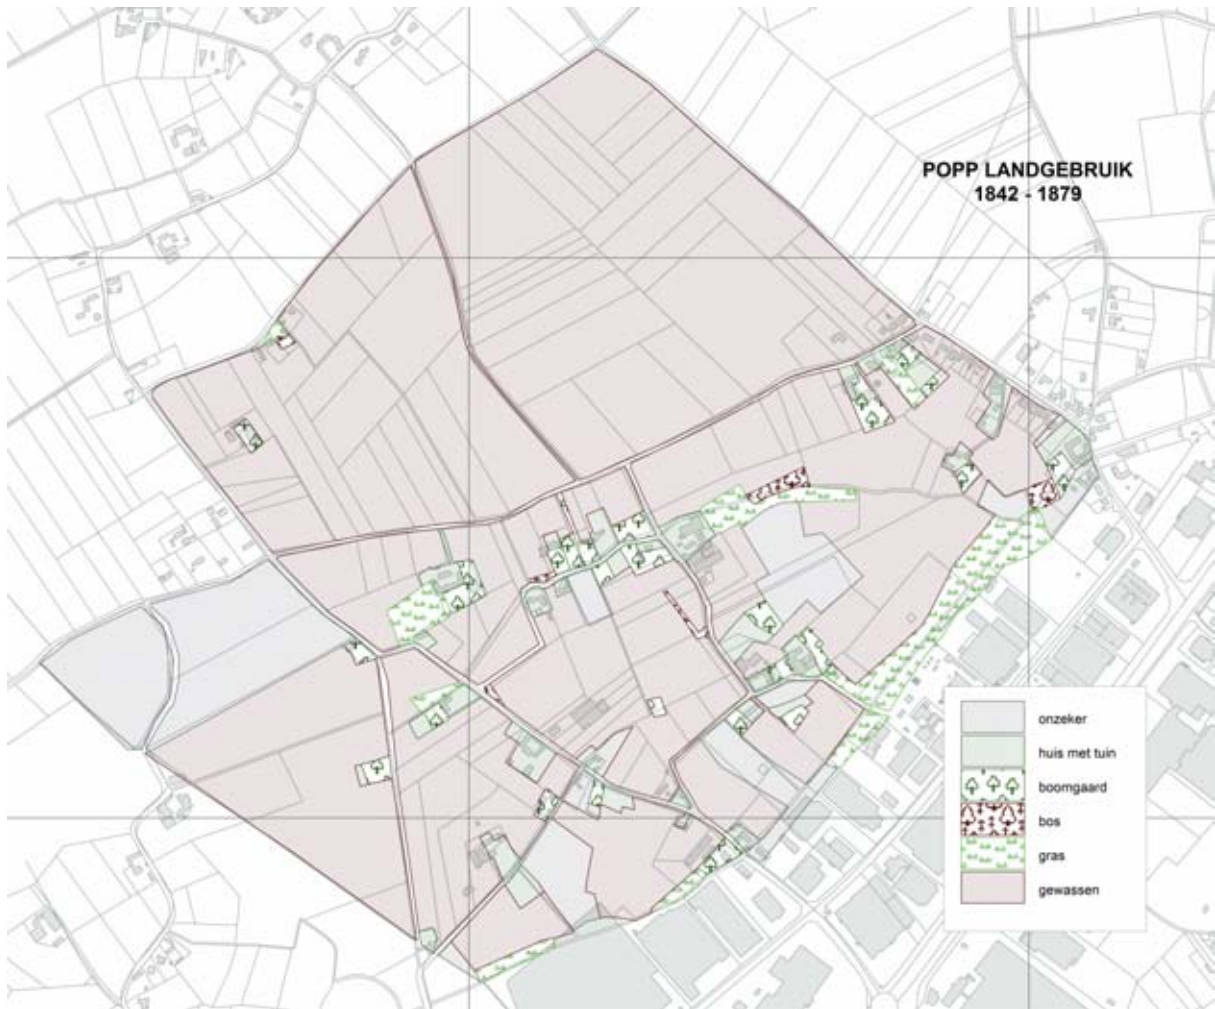 POPP LANDGEBRUIK
1842 - 1879
onzeker
huis met tuin
boomgaard
bos
gras
gewassen